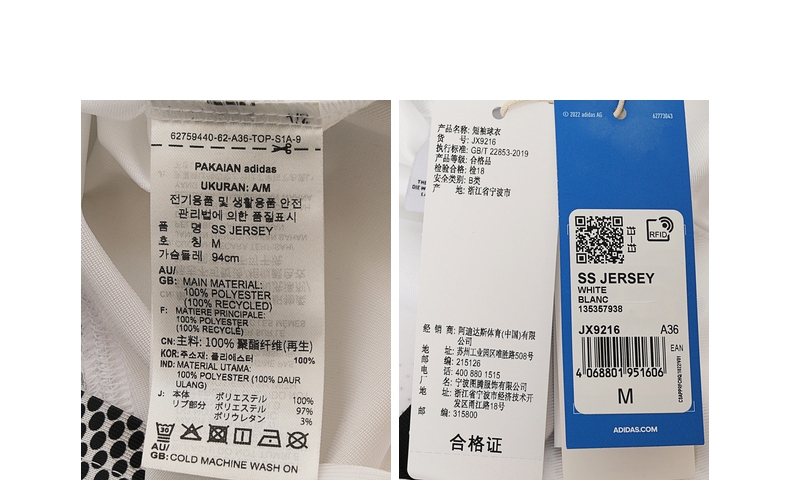 62759440-62-A36-TOP-S1A-9
PAKAIAN adidas
UKURAN: A/M
전기용품 및 생활용품 안전
관리법에 의한 품질표시
품 명 SS JERSEY
호 칭 M
가슴둘레 94cm
AU/
GB: MAIN MATERIAL:
100% POLYESTER
(100% RECYCLED)
F: MATIERE PRINCIPALE:
100% POLYESTER
(100% RECYCLÉ)
CN: 主料: 100% 聚酯纤维(再生)
KOR: 주소재: 폴리에스터 100%
IND: MATERIAL UTAMA:
100% POLYESTER (100% DAUR
ULANG)
J: 本体 ポリエステル 100%
リブ部分 ポリエステル 97%
ポリウレタン 3%
30
AU/
GB: COLD MACHINE WASH ON
产品名称: 短袖球衣
货 号: JX9216
执行标准: GB/T 22853-2019
产品等级: 合格品
检验合格: 检18
安全类别: B类
产 地: 浙江省宁波市
经 销 商: 阿迪达斯体育(中国)有限
公司
地 址: 苏州工业园区唯胜路508号
邮 编: 215126
电 话: 400 880 1515
厂 名: 宁波图腾服饰有限公司
地 址: 浙江省宁波市经济技术开
发区甬江路18号
邮 编: 315800
合格证
© 2022 adidas AG
62773043
RFID
SS JERSEY
WHITE
BLANC
135357938
JX9216 A36
EAN
4 068801 951606
M
ADIDAS.COM